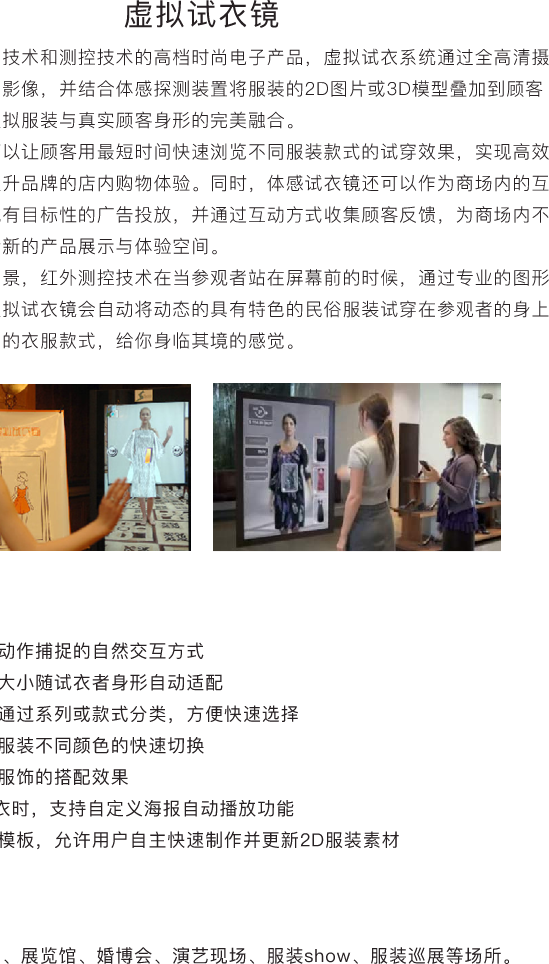 虚拟试衣镜
技术和测控技术的高档时尚电子产品，虚拟试衣系统通过全高清摄
影像，并结合体感探测装置将服装的2D图片或3D模型叠加到顾客
拟服装与真实顾客身形的完美融合。
以让顾客用最短时间快速浏览不同服装款式的试穿效果，实现高效
升品牌的店内购物体验。同时，体感试衣镜还可以作为商场内的互
有目标性的广告投放，并通过互动方式收集顾客反馈，为商场内不
新的产品展示与体验空间。
景，红外测控技术在当参观者站在屏幕前的时候，通过专业的图形
拟试衣镜会自动将动态的具有特色的民俗服装试穿在参观者的身上
的衣服款式，给你身临其境的感觉。
动作捕捉的自然交互方式
大小随试衣者身形自动适配
通过系列或款式分类，方便快速选择
服装不同颜色的快速切换
服饰的搭配效果
衣时，支持自定义海报自动播放功能
模板，允许用户自主快速制作并更新2D服装素材
、展览馆、婚博会、演艺现场、服装show、服装巡展等场所。